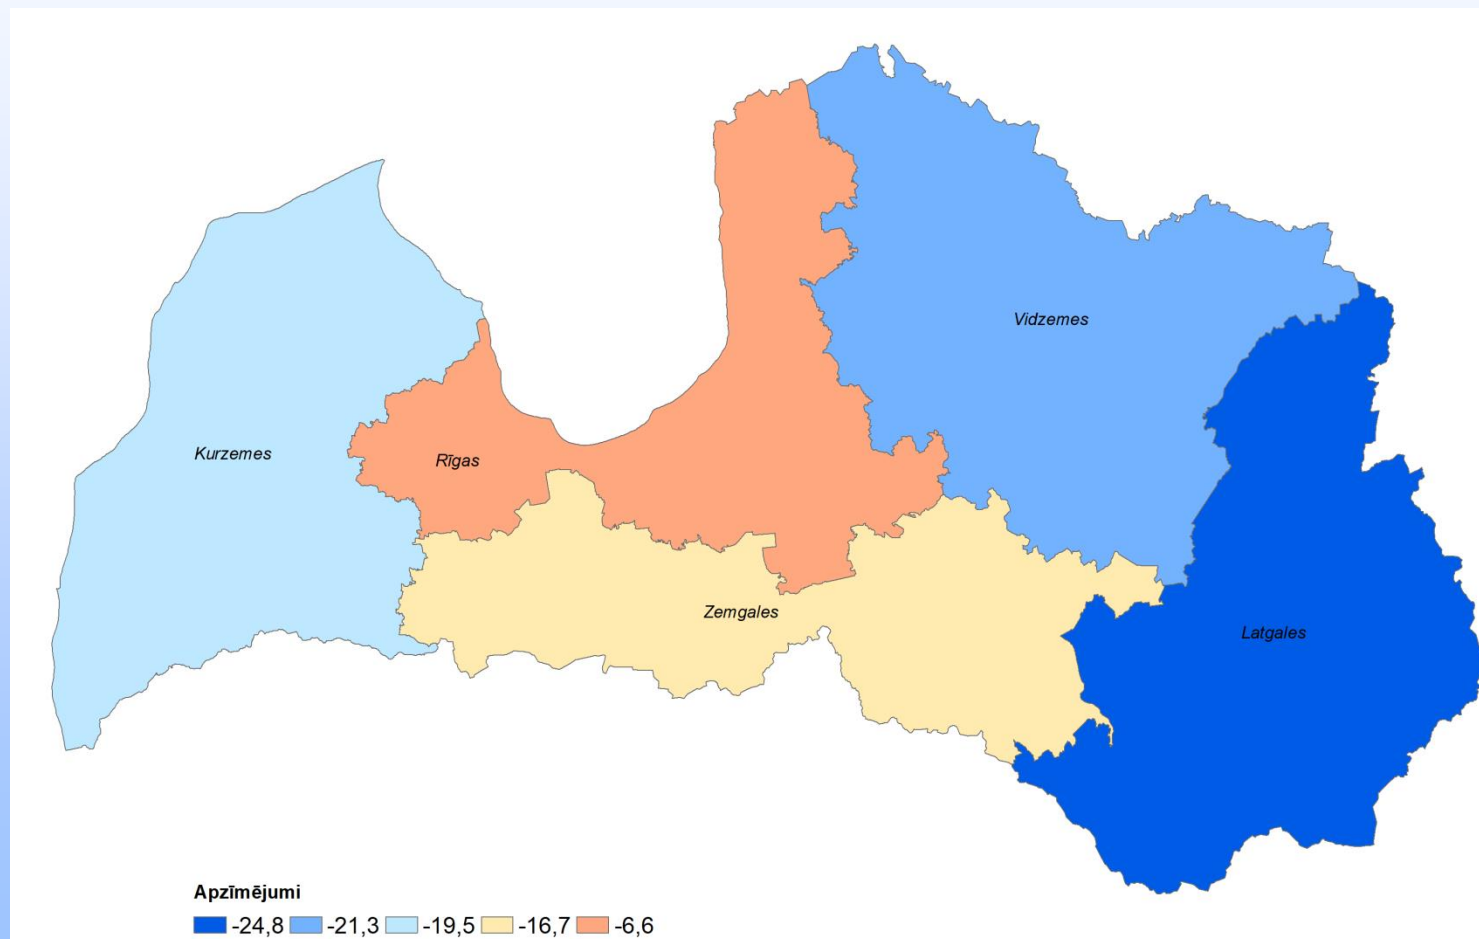 Vidzemes
Kurzemes
Rīgas
Zemgales
Latgales
Apzīmējumi
-24,8 -21,3 -19,5 -16,7 -6,6